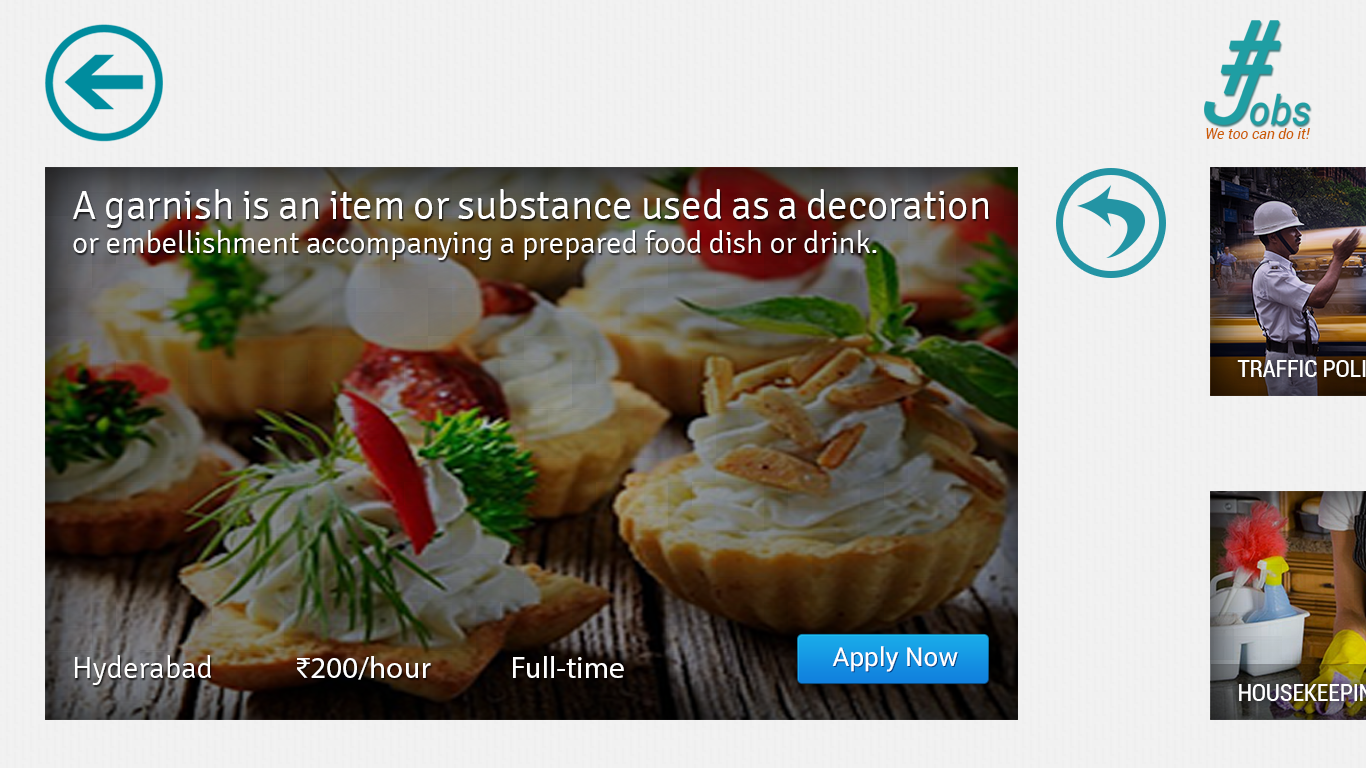 #Jobs
We too can do it!
A garnish is an item or substance used as a decoration
or embellishment accompanying a prepared food dish or drink.
TRAFFIC POLI
Hyderabad ₹200/hour Full-time Apply Now
HOUSEKEEPIN